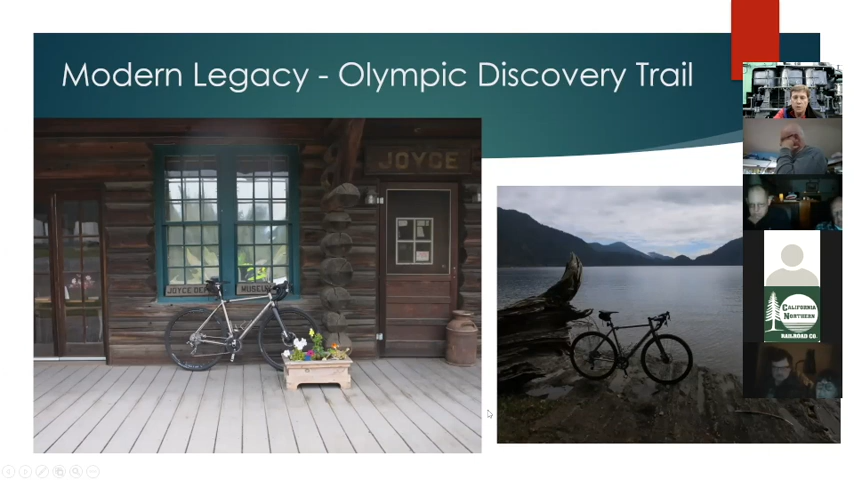 Modern Legacy - Olympic Discovery Trail
JOYCE
JOYCE DEPOT MUSEUM
CALIFORNIA
NORTHERN
RAILROAD CO.